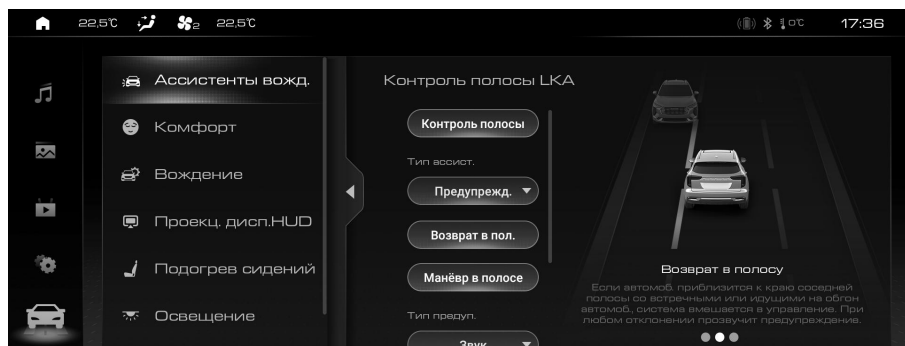 22,5℃ 2 22,5℃ 0℃ 17:36
Ассистенты вожд.
Комфорт
Вождение
Проекц. дисп.HUD
Подогрев сидений
Освещение
Контроль полосы LKA
Контроль полосы
Тип ассист.
Предупрежд.
Возврат в пол.
Манёвр в полосе
Тип предуп.
Звук
Возврат в полосу
Если автомоб. приблизится к краю соседней
полосы со встречными или идущими на обгон
автомоб., система вмешается в управление. При
любом отклонении прозвучит предупреждение.